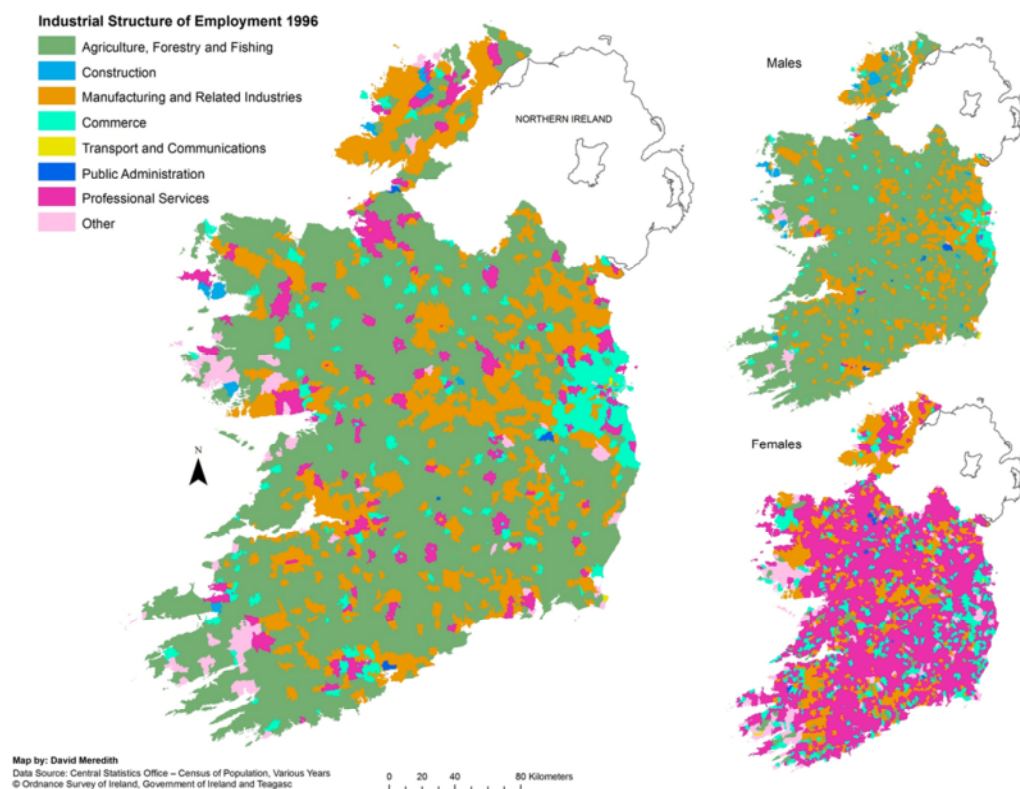 Industrial Structure of Employment 1996
Agriculture, Forestry and Fishing
Construction
Manufacturing and Related Industries
Commerce
Transport and Communications
Public Administration
Professional Services
Other
NORTHERN IRELAND
Males
Females
N
Map by: David Meredith
Data Source: Central Statistics Office – Census of Population, Various Years
© Ordnance Survey of Ireland, Government of Ireland and Teagasc
0 20 40 80 Kilometers